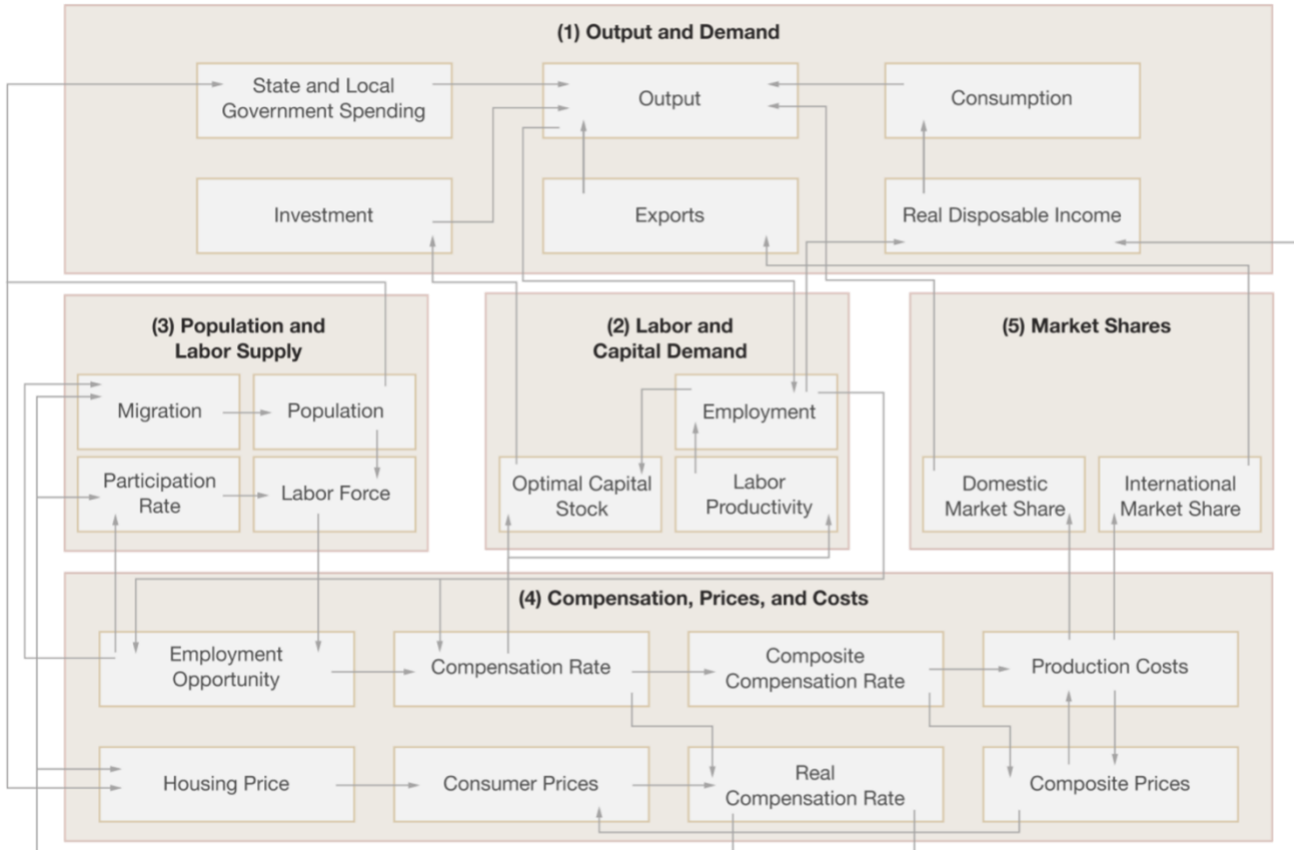 (1) Output and Demand
State and Local
Government Spending
Output
Consumption
Investment
Exports
Real Disposable Income
(3) Population and
Labor Supply
Migration
Population
Participation
Rate
Labor Force
(2) Labor and
Capital Demand
Employment
Optimal Capital
Stock
Labor
Productivity
(5) Market Shares
Domestic
Market Share
International
Market Share
(4) Compensation, Prices, and Costs
Employment
Opportunity
Compensation Rate
Composite
Compensation Rate
Production Costs
Housing Price
Consumer Prices
Real
Compensation Rate
Composite Prices